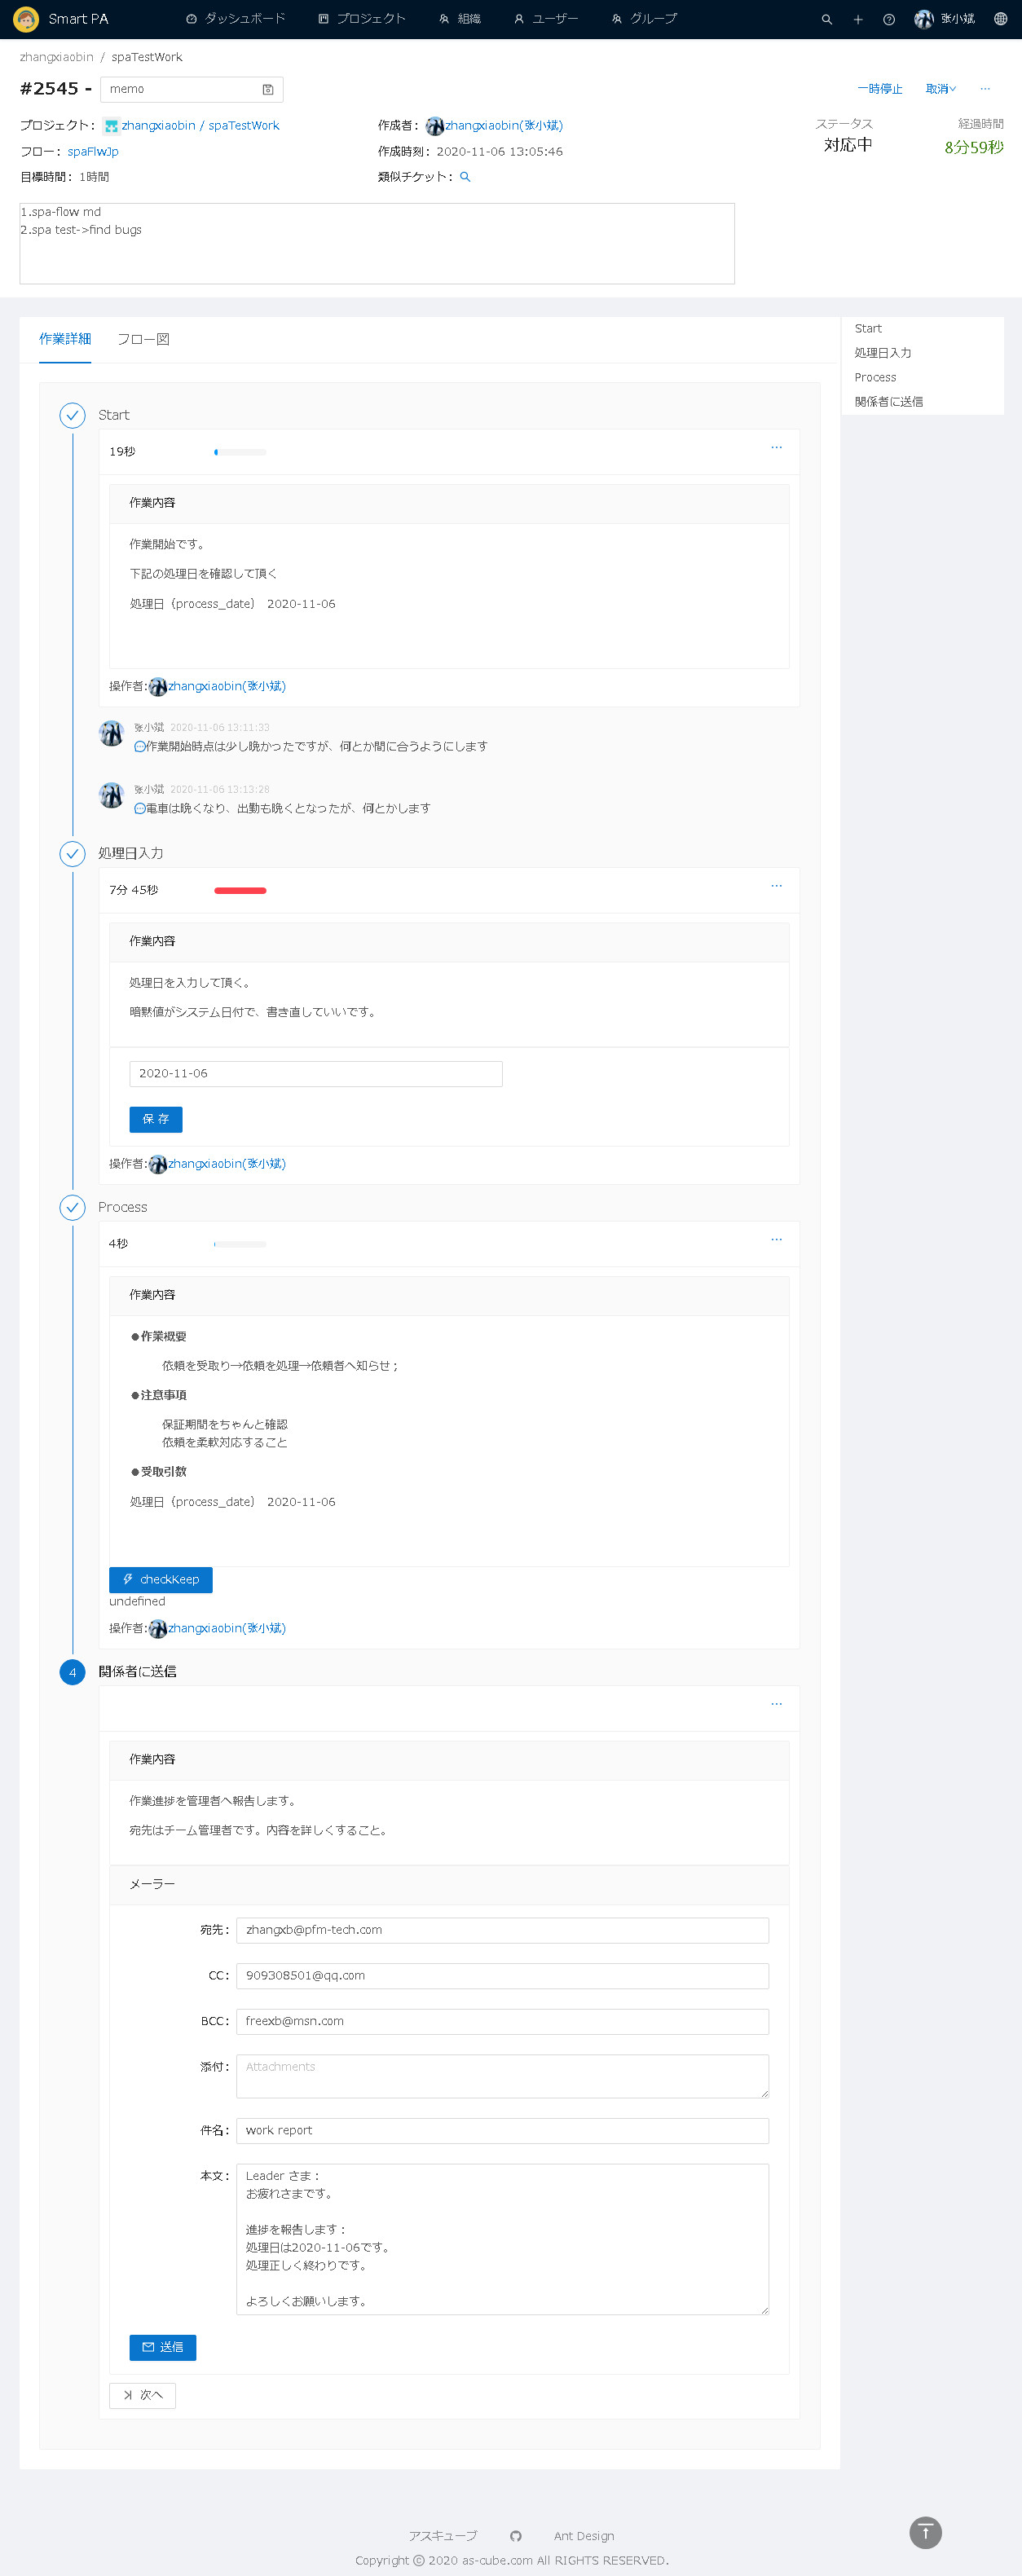 Smart PA ダッシュボード プロジェクト 組織 ユーザー グループ 张小斌
zhangxiaobin / spaTestWork
#2545 - memo 一時停止 取消 ···
プロジェクト: zhangxiaobin / spaTestWork 作成者: zhangxiaobin(张小斌) ステータス 経過時間
対応中 8分59秒
フロー: spaFlwJp 作成時刻: 2020-11-06 13:05:46
目標時間: 1時間 類似チケット:
1.spa-flow md
2.spa test->find bugs
作業詳細 フロー図
Start
処理日入力
Process
関係者に送信
Start
19秒 ···
作業内容
作業開始です。
下記の処理日を確認して頂く
処理日（process_date） 2020-11-06
操作者:zhangxiaobin(张小斌)
张小斌 2020-11-06 13:11:33
作業開始時点は少し晩かったですが、何とか間に合うようにします
张小斌 2020-11-06 13:13:28
電車は晩くなり、出勤も晩くとなったが、何とかします
処理日入力
7分 45秒 ···
作業内容
処理日を入力して頂く。
暗黙値がシステム日付で、書き直していいです。
2020-11-06
保 存
操作者:zhangxiaobin(张小斌)
Process
4秒 ···
作業内容
●作業概要
依頼を受取り→依頼を処理→依頼者へ知らせ；
●注意事項
保証期間をちゃんと確認
依頼を柔軟対応すること
●受取引数
処理日（process_date） 2020-11-06
checkKeep
undefined
操作者:zhangxiaobin(张小斌)
4 関係者に送信
···
作業内容
作業進捗を管理者へ報告します。
宛先はチーム管理者です。内容を詳しくすること。
メーラー
宛先: zhangxb@pfm-tech.com
CC: 909308501@qq.com
BCC: freexb@msn.com
添付: Attachments
件名: work report
本文: Leader さま：
お疲れさまです。
進捗を報告します：
処理日は2020-11-06です。
処理正しく終わりです。
よろしくお願いします。
送信
次へ
アスキューブ Ant Design
Copyright © 2020 as-cube.com All RIGHTS RESERVED.